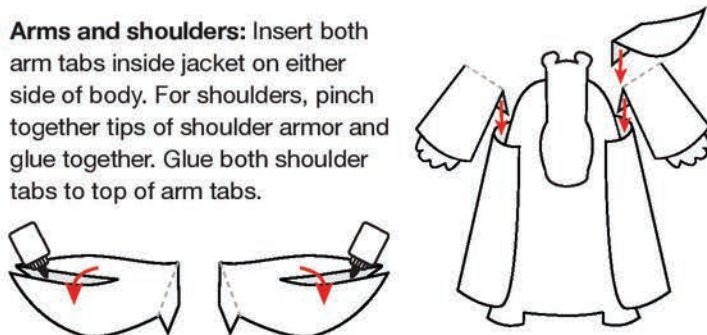 Arms and shoulders: Insert both
arm tabs inside jacket on either
side of body. For shoulders, pinch
together tips of shoulder armor and
glue together. Glue both shoulder
tabs to top of arm tabs.